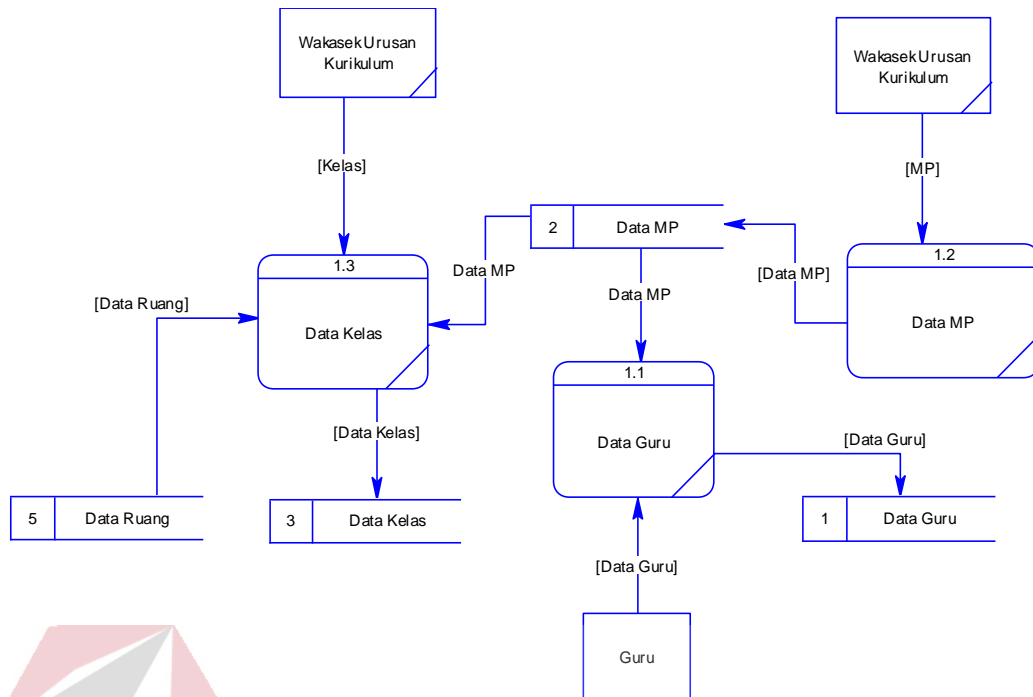 Wakasek Urusan
Kurikulum
Wakasek Urusan
Kurikulum
[Kelas]
[MP]
2
Data MP
1.3
Data Kelas
1.2
Data MP
Data MP
[Data MP]
[Data Ruang]
Data MP
1.1
Data Guru
[Data Kelas]
[Data Guru]
5
Data Ruang
3
Data Kelas
1
Data Guru
[Data Guru]
Guru